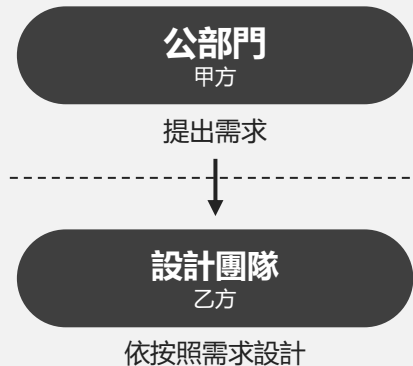 公部門
甲方
提出需求
設計團隊
乙方
依按照需求設計